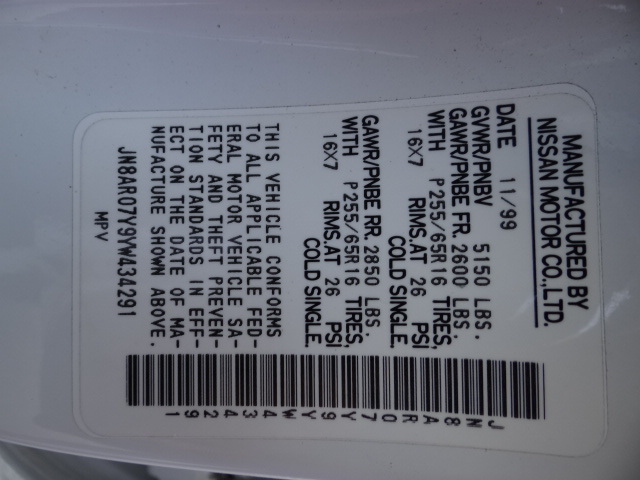 MANUFACTURED BY
NISSAN MOTOR CO.,LTD.
DATE 11/99
GVWR/PNBV 5150 LBS.
GAWR/PNBE FR. 2600 LBS.
WITH P255/65R16 TIRES,
16X7 RIMS,AT 26 PSI
COLD SINGLE.
GAWR/PNBE RR. 2850 LBS.
WITH P255/65R16 TIRES,
16X7 RIMS,AT 26 PSI
COLD SINGLE.
THIS VEHICLE CONFORMS
TO ALL APPLICABLE FED-
ERAL MOTOR VEHICLE SA-
FETY AND THEFT PREVEN-
TION STANDARDS IN EFF-
ECT ON THE DATE OF MA-
NUFACTURE SHOWN ABOVE.
JN8AR07Y9YW434291
MPV
JN8AR07Y9YW434291